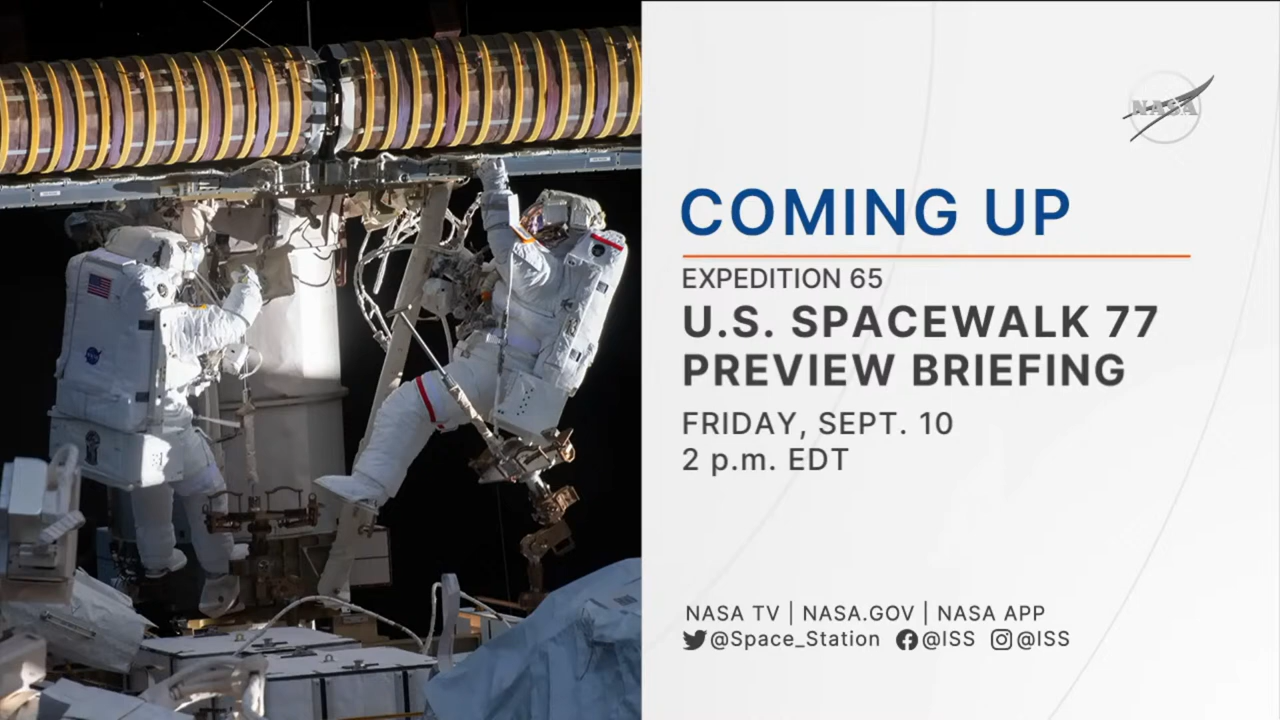 NASA
COMING UP
EXPEDITION 65
U.S. SPACEWALK 77
PREVIEW BRIEFING
FRIDAY, SEPT. 10
2 p.m. EDT
NASA TV | NASA.GOV | NASA APP
@Space_Station @ISS @ISS